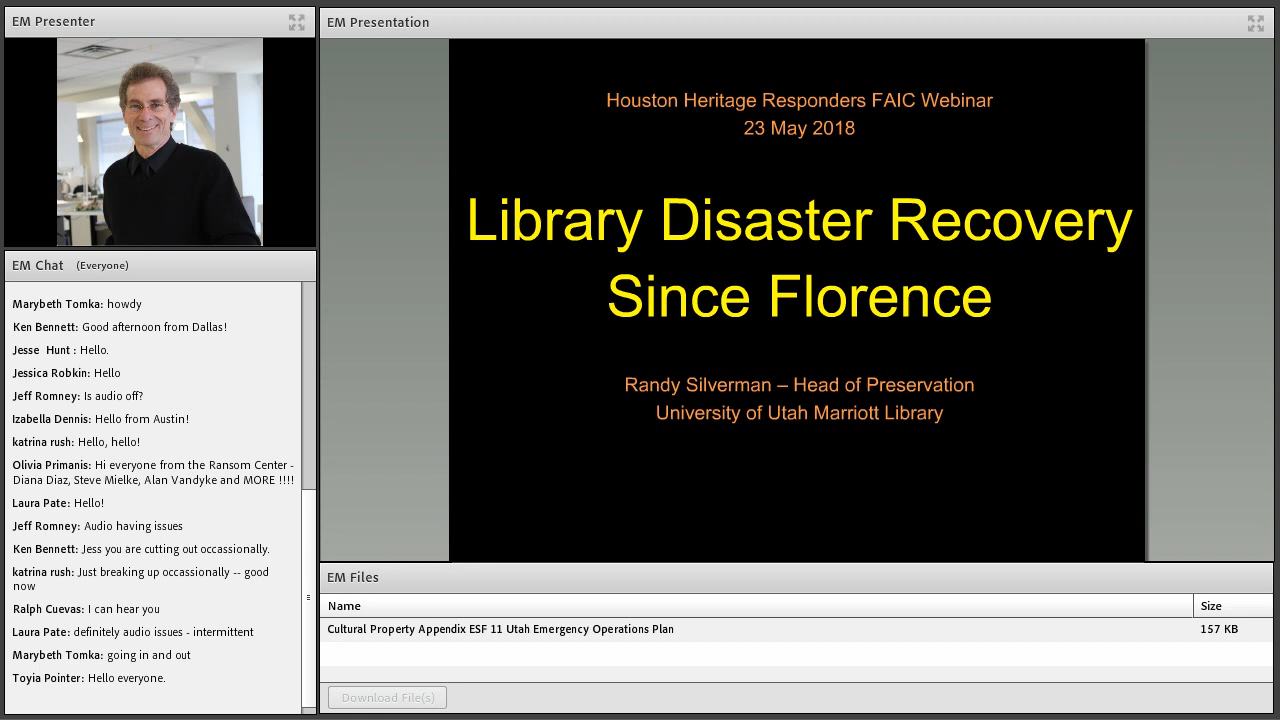 EM Presenter
EM Chat (Everyone)
Marybeth Tomka: howdy
Ken Bennett: Good afternoon from Dallas!
Jesse Hunt : Hello.
Jessica Robkin: Hello
Jeff Romney: Is audio off?
Izabella Dennis: Hello from Austin!
katrina rush: Hello, hello!
Olivia Primanis: Hi everyone from the Ransom Center -
Diana Diaz, Steve Mielke, Alan Vandyke and MORE !!!!
Laura Pate: Hello!
Jeff Romney: Audio having issues
Ken Bennett: Jess you are cutting out occassionally.
katrina rush: Just breaking up occassionally -- good
now
Ralph Cuevas: I can hear you
Laura Pate: definitely audio issues - intermittent
Marybeth Tomka: going in and out
Toyia Pointer: Hello everyone.
EM Presentation
Houston Heritage Responders FAIC Webinar
23 May 2018
Library Disaster Recovery
Since Florence
Randy Silverman – Head of Preservation
University of Utah Marriott Library
EM Files
Name Size
Cultural Property Appendix ESF 11 Utah Emergency Operations Plan 157 KB
Download File(s)